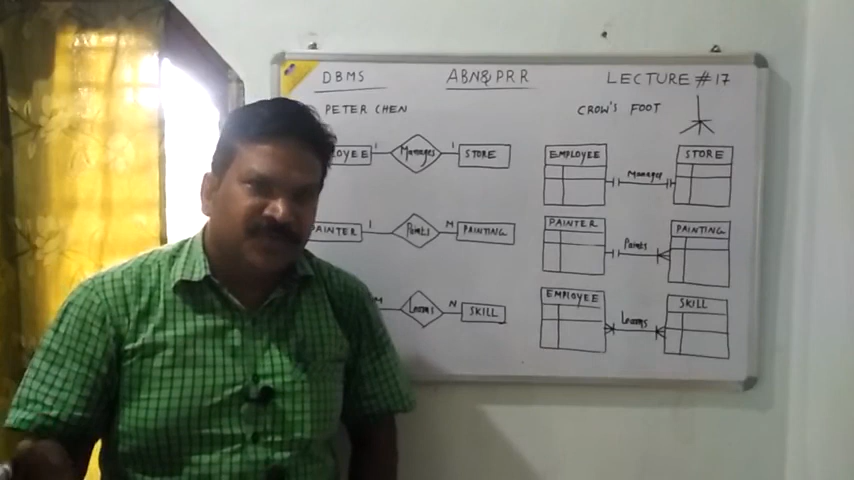 DBMS ABN&PRR LECTURE #17
PETER CHEN CROW'S FOOT
OYEE 1 Manages 1 STORE
EMPLOYEE Manages STORE
PAINTER 1 Paints M PAINTING
PAINTER Paints PAINTING
M Learns N SKILL
EMPLOYEE Learns SKILL